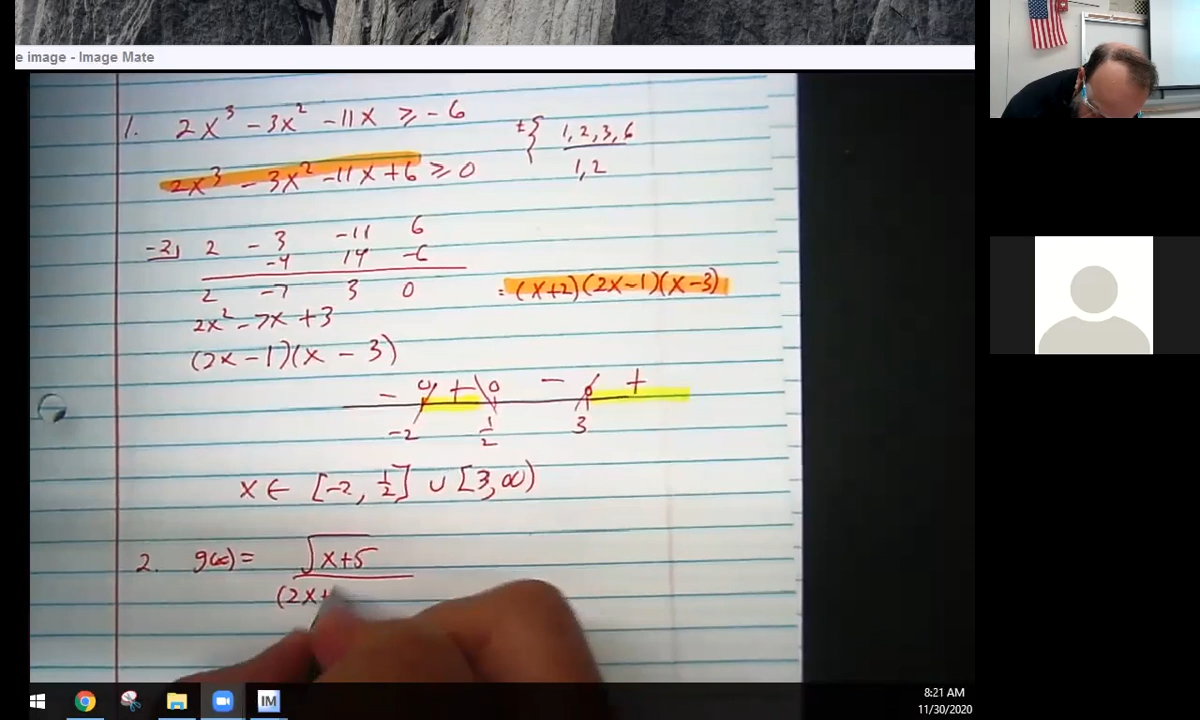 e image - Image Mate
1. 2x³ - 3x² - 11x ≥ -6
2x³ - 3x² - 11x + 6 ≥ 0
±{ 1, 2, 3, 6
1, 2
-2 2 -3 -11 6
-4 14 -6
2 -7 3 0
= (x+2)(2x-1)(x-3)
2x² - 7x + 3
(2x - 1)(x - 3)
- 0 + 0 - 0 +
-2 1/2 3
x ∈ [-2, 1/2] ∪ [3, ∞)
2. g(x) = √x+5
(2x+
IM
8:21 AM
11/30/2020